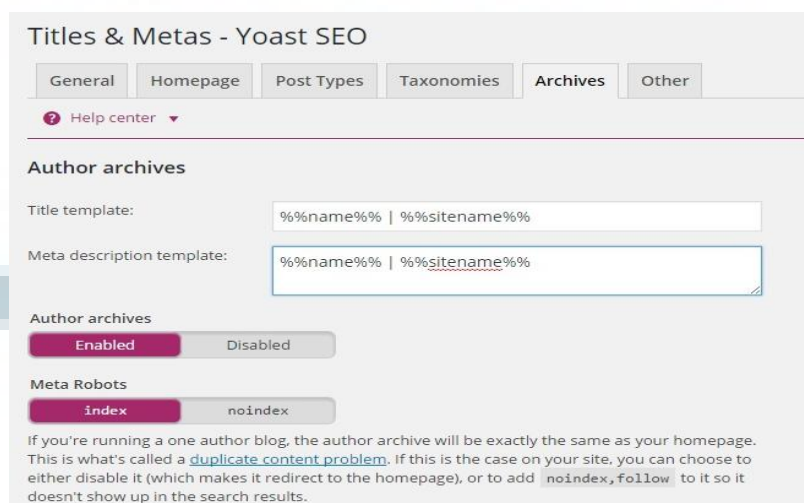 Titles & Metas - Yoast SEO
General Homepage Post Types Taxonomies Archives Other
Help center
Author archives
Title template: %%name%% | %%sitename%%
Meta description template: %%name%% | %%sitename%%
Author archives
Enabled Disabled
Meta Robots
index noindex
If you're running a one author blog, the author archive will be exactly the same as your homepage.
This is what's called a duplicate content problem. If this is the case on your site, you can choose to
either disable it (which makes it redirect to the homepage), or to add noindex,follow to it so it
doesn't show up in the search results.